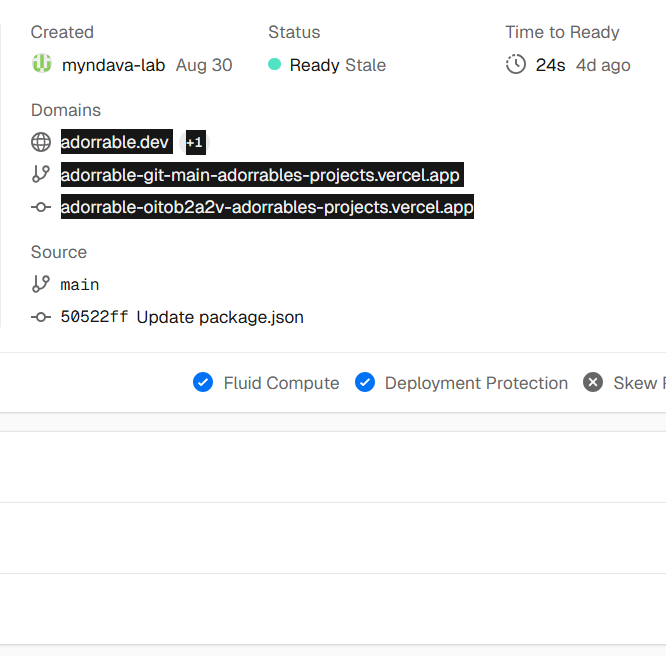 Created Status Time to Ready
myndava-lab Aug 30 Ready Stale 24s 4d ago
Domains
adorrable.dev +1
adorrable-git-main-adorrables-projects.vercel.app
adorrable-oitob2a2v-adorrables-projects.vercel.app
Source
main
50522ff Update package.json
Fluid Compute Deployment Protection Skew